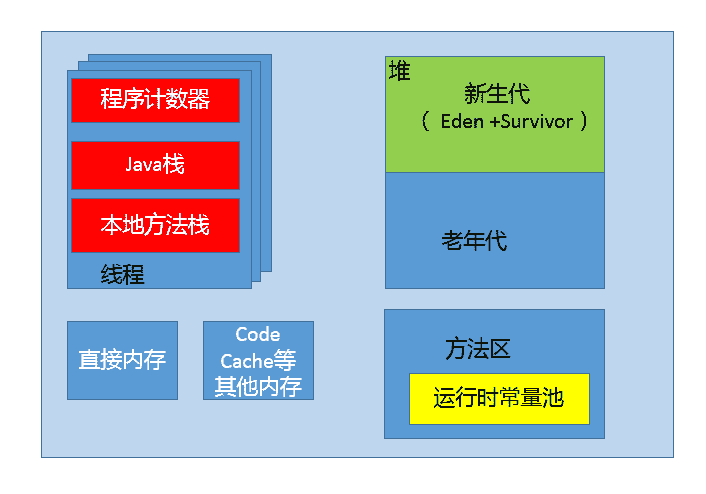 程序计数器
Java栈
本地方法栈
线程
直接内存
Code
Cache等
其他内存
堆
新生代
（ Eden +Survivor ）
老年代
方法区
运行时常量池